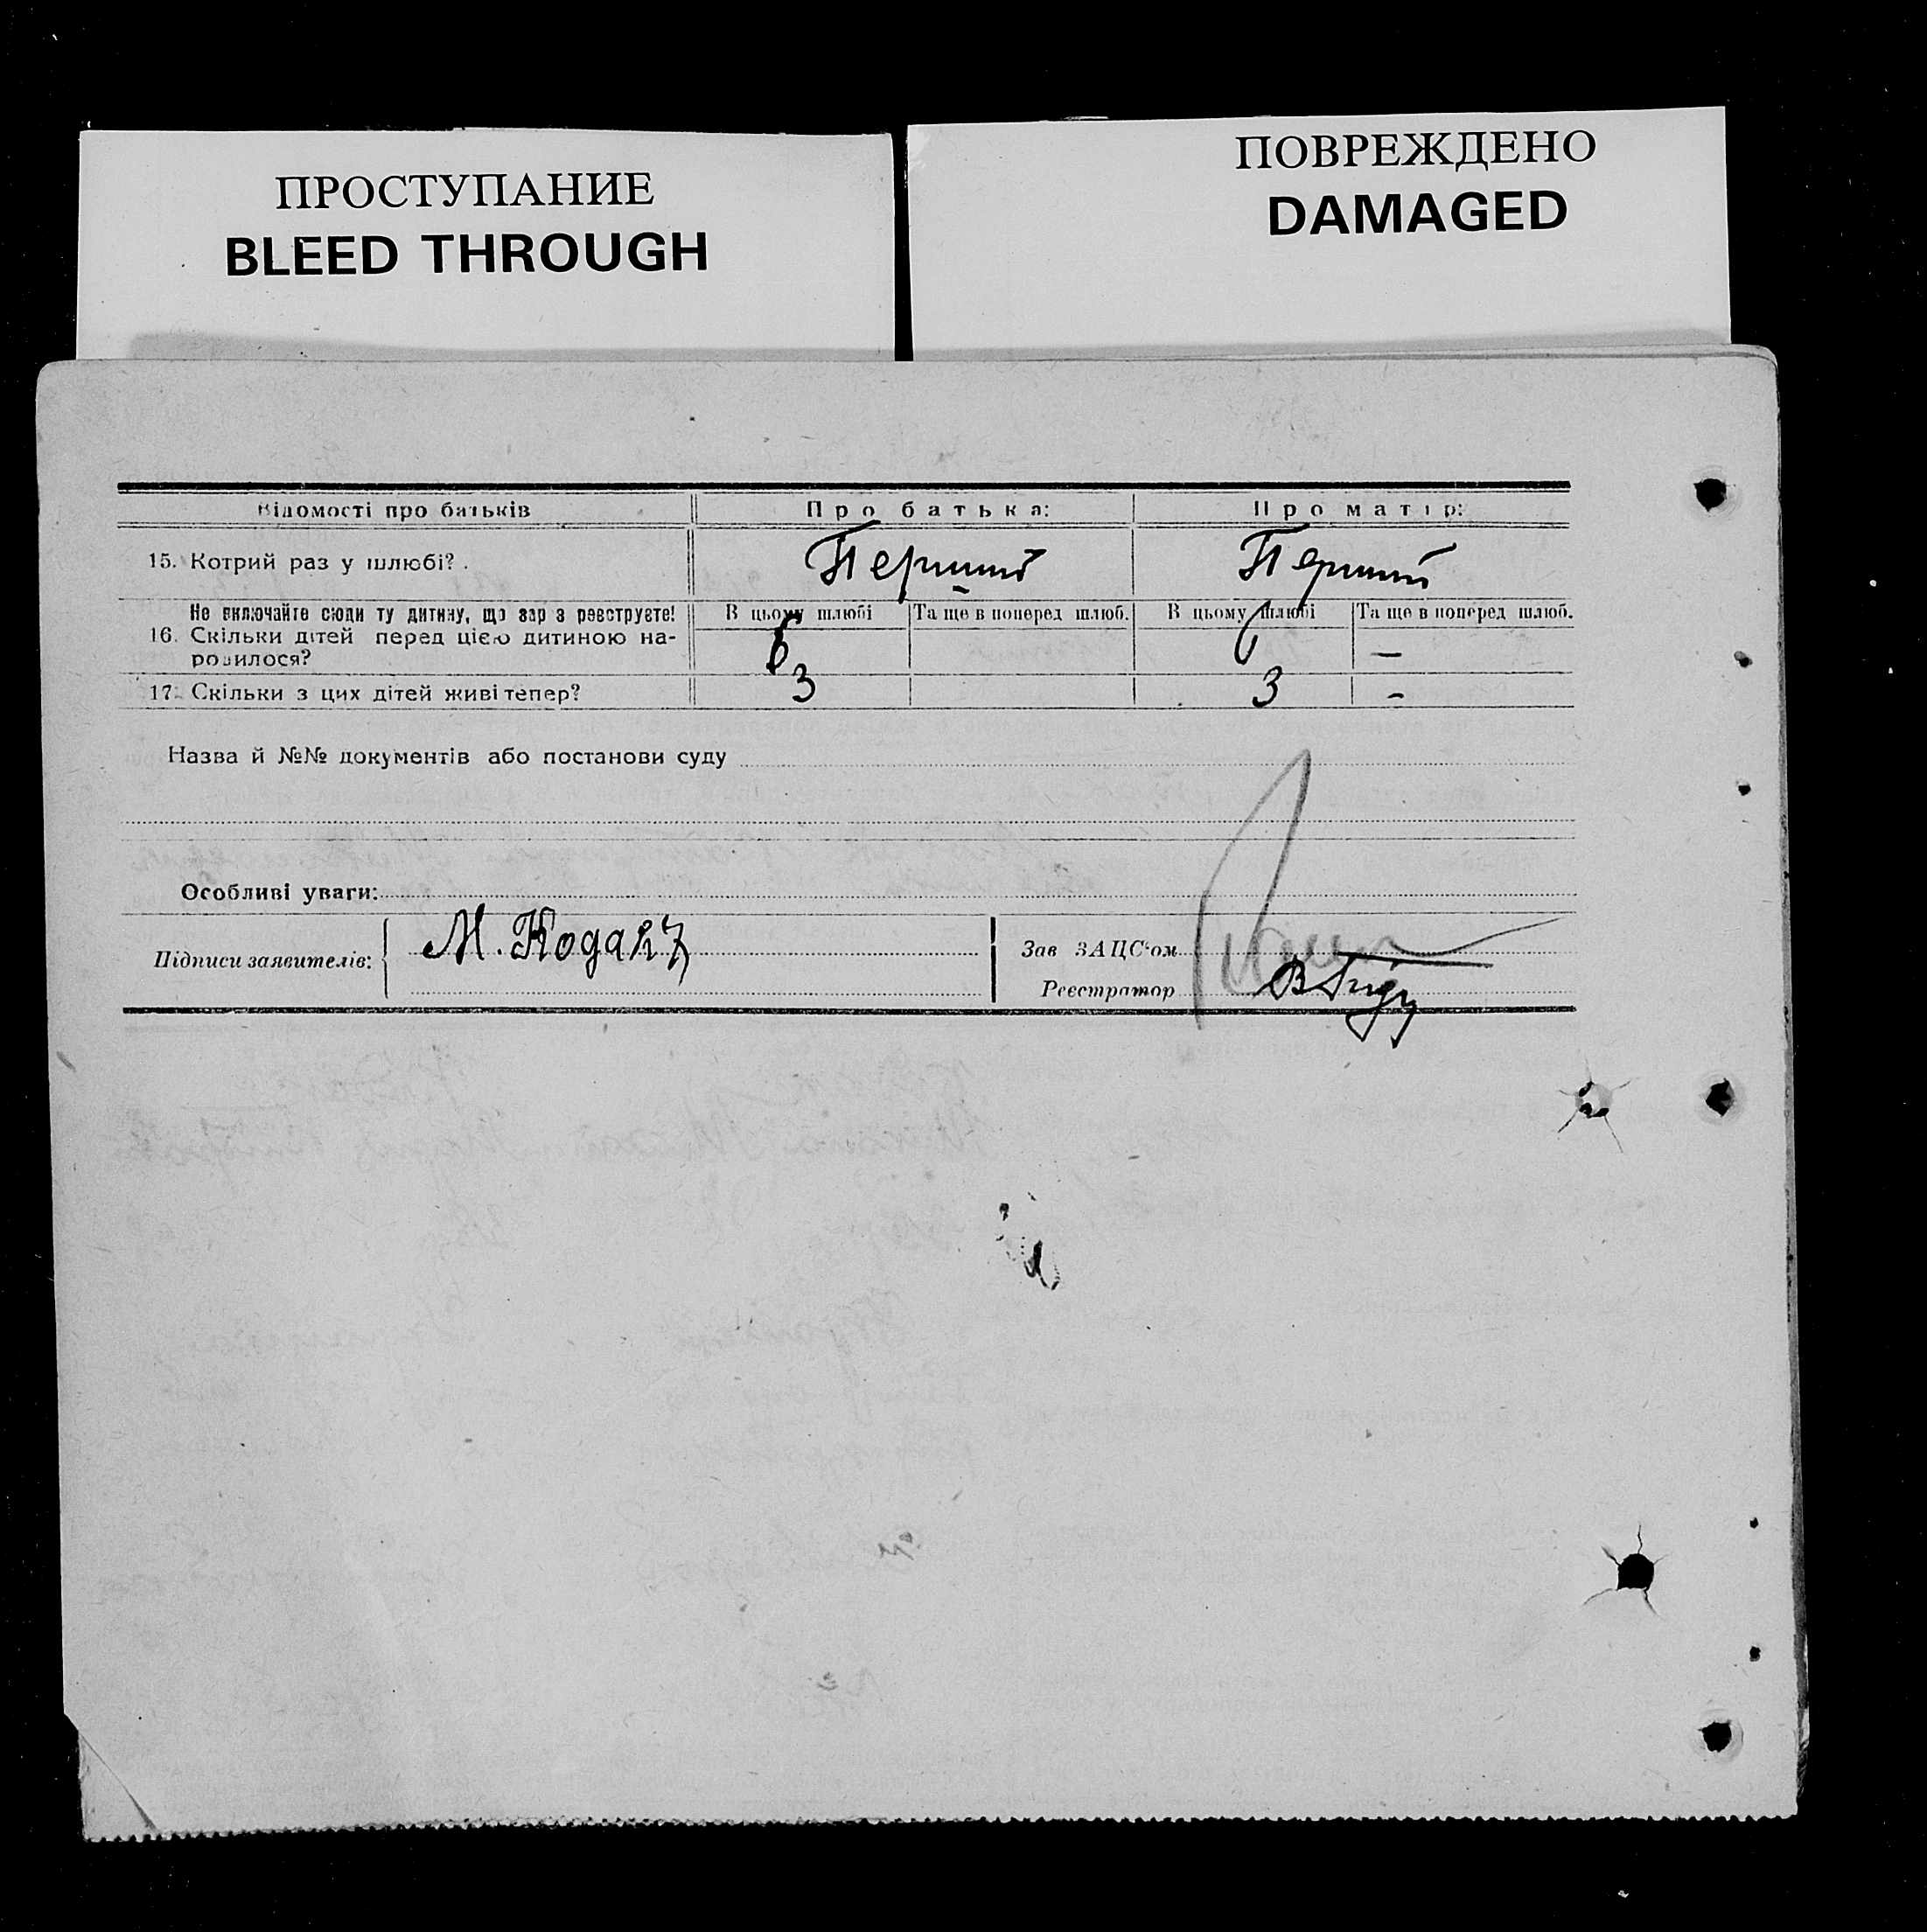 ПРОСТУПАНИЕ
BLEED THROUGH
ПОВРЕЖДЕНО
DAMAGED
Відомості про батьків Про батька: Про матір:
15. Котрий раз у шлюбі? Перший Перший
Не включайте сюди ту дитину, що зараз реєструєте! В цьому шлюбі Та ще в поперед шлюб. В цьому шлюбі Та ще в поперед шлюб.
16. Скільки дітей перед цією дитиною на-
родилося? 6 6 —
17. Скільки з цих дітей живі тепер? 3 3 -
Назва й №№ документів або постанови суду
Особливі уваги:
Підписи заявителів: М. Кодак Зав ЗАЦС'ом
Реєстратор